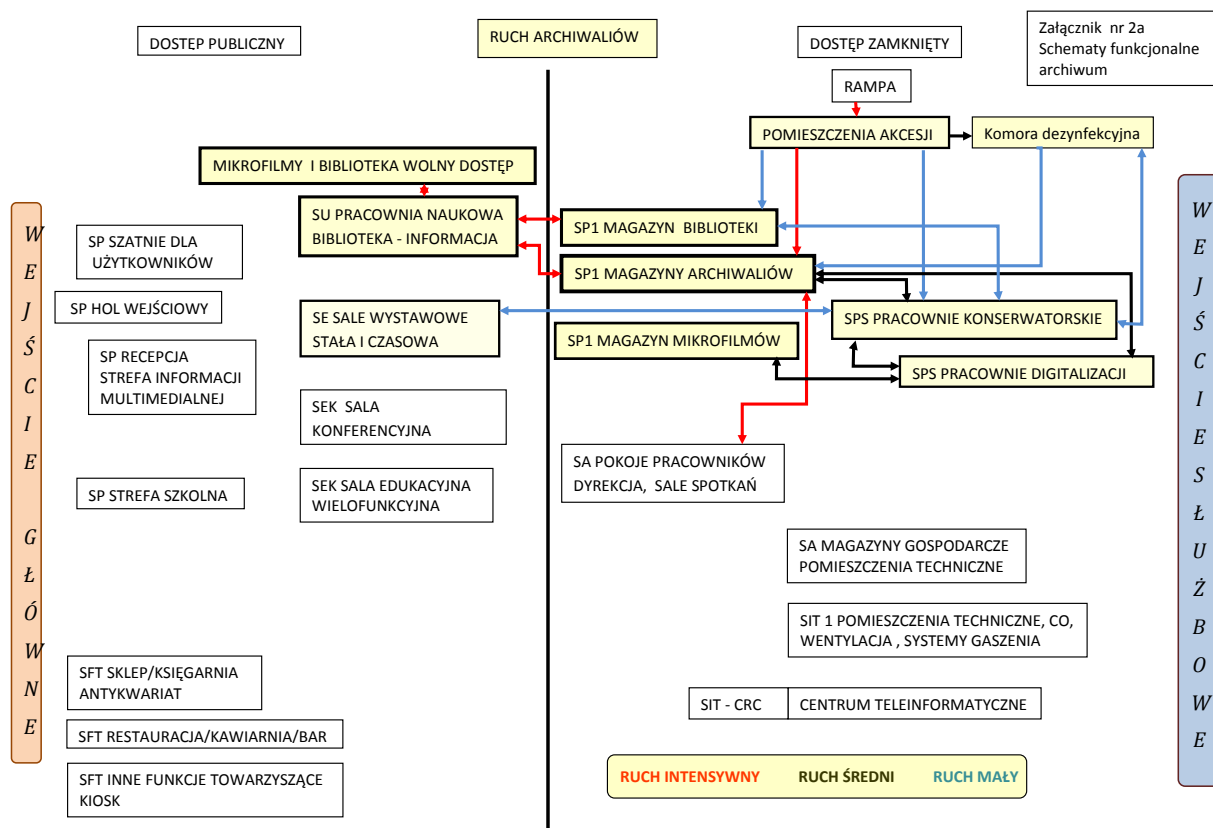 DOSTEP PUBLICZNY
RUCH ARCHIWALIÓW
DOSTĘP ZAMKNIĘTY
Załącznik nr 2a
Schematy funkcjonalne
archiwum
RAMPA
POMIESZCZENIA AKCESJI
Komora dezynfekcyjna
MIKROFILMY I BIBLIOTEKA WOLNY DOSTĘP
SU PRACOWNIA NAUKOWA
BIBLIOTEKA - INFORMACJA
SP1 MAGAZYN BIBLIOTEKI
SP SZATNIE DLA
UŻYTKOWNIKÓW
SP1 MAGAZYNY ARCHIWALIÓW
SP HOL WEJŚCIOWY
SE SALE WYSTAWOWE
STAŁA I CZASOWA
SPS PRACOWNIE KONSERWATORSKIE
SP1 MAGAZYN MIKROFILMÓW
SP RECEPCJA
STREFA INFORMACJI
MULTIMEDIALNEJ
SPS PRACOWNIE DIGITALIZACJI
SEK SALA
KONFERENCYJNA
SA POKOJE PRACOWNIKÓW
DYREKCJA, SALE SPOTKAŃ
SP STREFA SZKOLNA
SEK SALA EDUKACYJNA
WIELOFUNKCYJNA
SA MAGAZYNY GOSPODARCZE
POMIESZCZENIA TECHNICZNE
SIT 1 POMIESZCZENIA TECHNICZNE, CO,
WENTYLACJA , SYSTEMY GASZENIA
SFT SKLEP/KSIĘGARNIA
ANTYKWARIAT
SIT - CRC
CENTRUM TELEINFORMATYCZNE
SFT RESTAURACJA/KAWIARNIA/BAR
SFT INNE FUNKCJE TOWARZYSZĄCE
KIOSK
RUCH INTENSYWNY RUCH ŚREDNI RUCH MAŁY
WEJŚCIE GŁÓWNE
WEJŚCIE SŁUŻBOWE